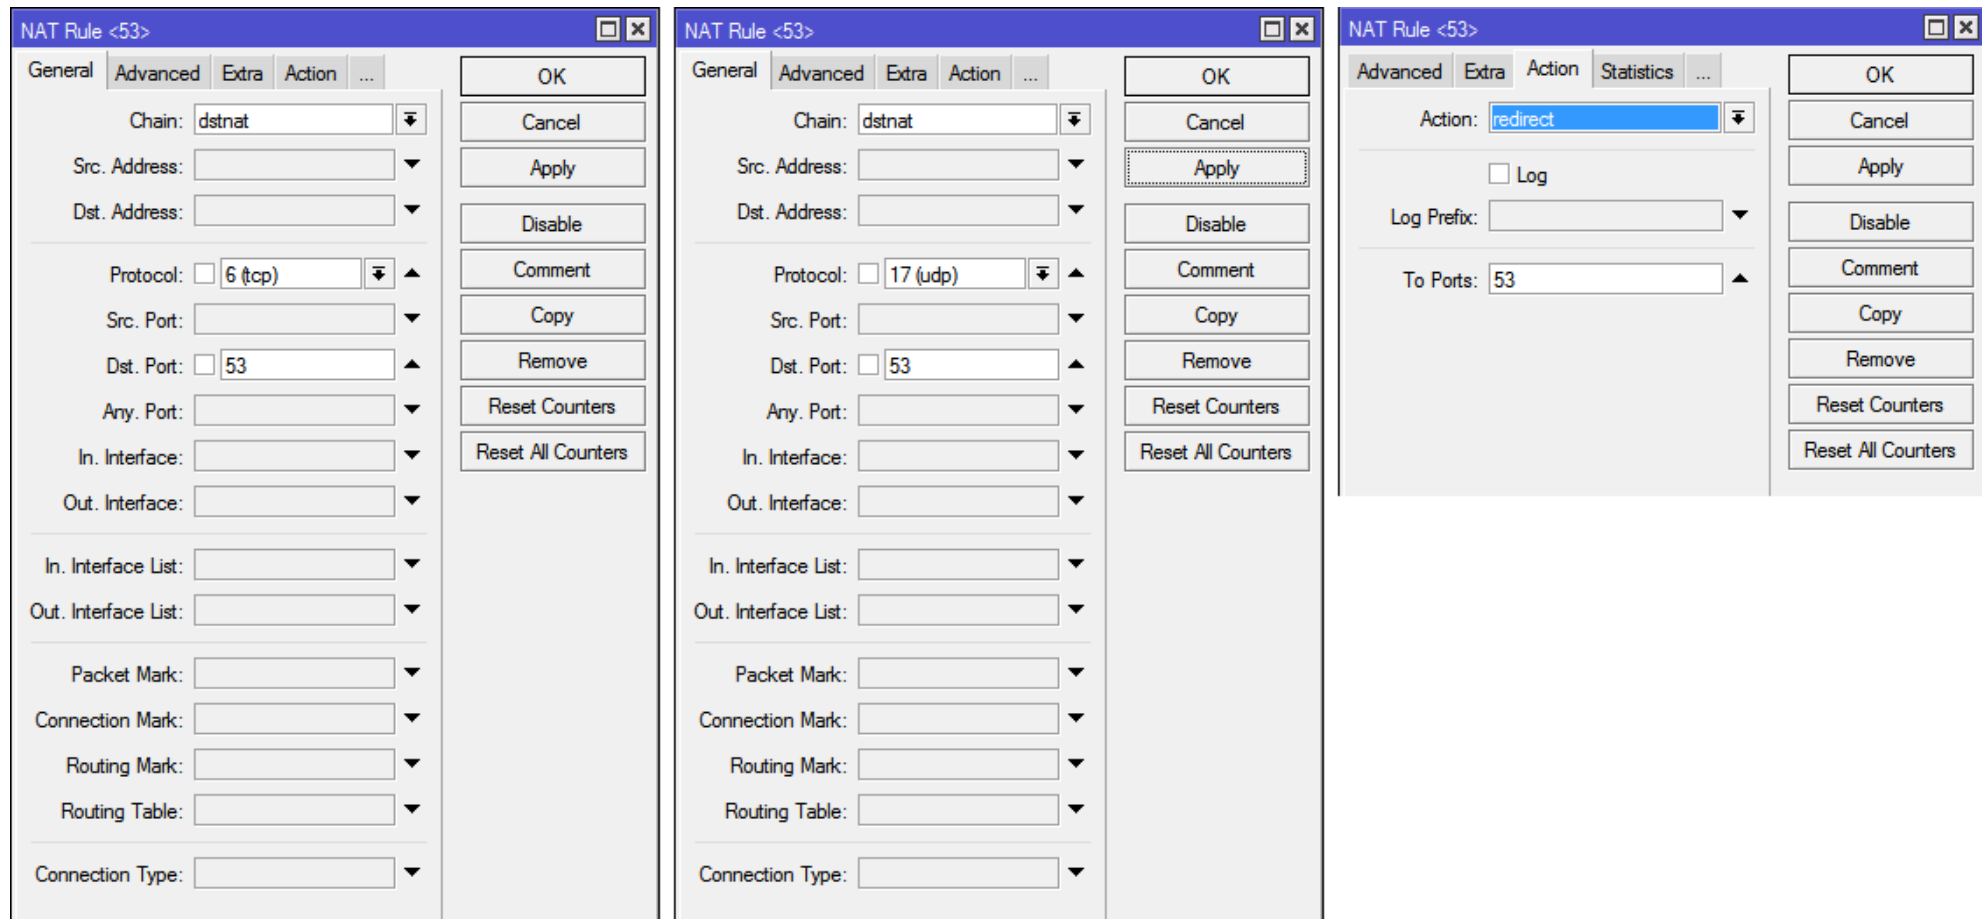 NAT Rule <53>
General Advanced Extra Action ...
OK
Chain: dstnat
Cancel
Src. Address:
Apply
Dst. Address:
Disable
Protocol: 6 (tcp)
Comment
Src. Port:
Copy
Dst. Port: 53
Remove
Any. Port:
Reset Counters
In. Interface:
Reset All Counters
Out. Interface:
In. Interface List:
Out. Interface List:
Packet Mark:
Connection Mark:
Routing Mark:
Routing Table:
Connection Type:
NAT Rule <53>
General Advanced Extra Action ...
OK
Chain: dstnat
Cancel
Src. Address:
Apply
Dst. Address:
Disable
Protocol: 17 (udp)
Comment
Src. Port:
Copy
Dst. Port: 53
Remove
Any. Port:
Reset Counters
In. Interface:
Reset All Counters
Out. Interface:
In. Interface List:
Out. Interface List:
Packet Mark:
Connection Mark:
Routing Mark:
Routing Table:
Connection Type:
NAT Rule <53>
Advanced Extra Action Statistics ...
OK
Action: redirect
Cancel
Log
Apply
Log Prefix:
Disable
Comment
To Ports: 53
Copy
Remove
Reset Counters
Reset All Counters